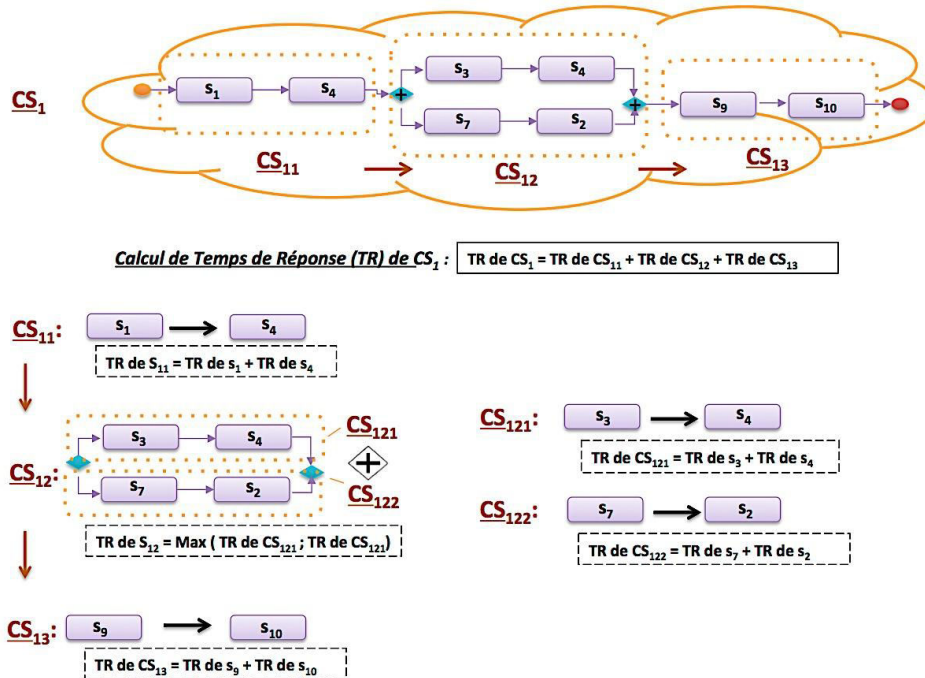 s3 s4
CS1 s1 s4 + +
s7 s2 s9 s10
CS11 CS12 CS13
Calcul de Temps de Réponse (TR) de CS1 : TR de CS1 = TR de CS11 + TR de CS12 + TR de CS13
CS11: s1 s4
TR de S11 = TR de s1 + TR de s4
s3 s4 CS121
CS12: +
s7 s2 CS122
TR de S12 = Max ( TR de CS121 ; TR de CS121)
CS121: s3 s4
TR de CS121 = TR de s3 + TR de s4
CS122: s7 s2
TR de CS122 = TR de s7 + TR de s2
CS13: s9 s10
TR de CS13 = TR de s9 + TR de s10